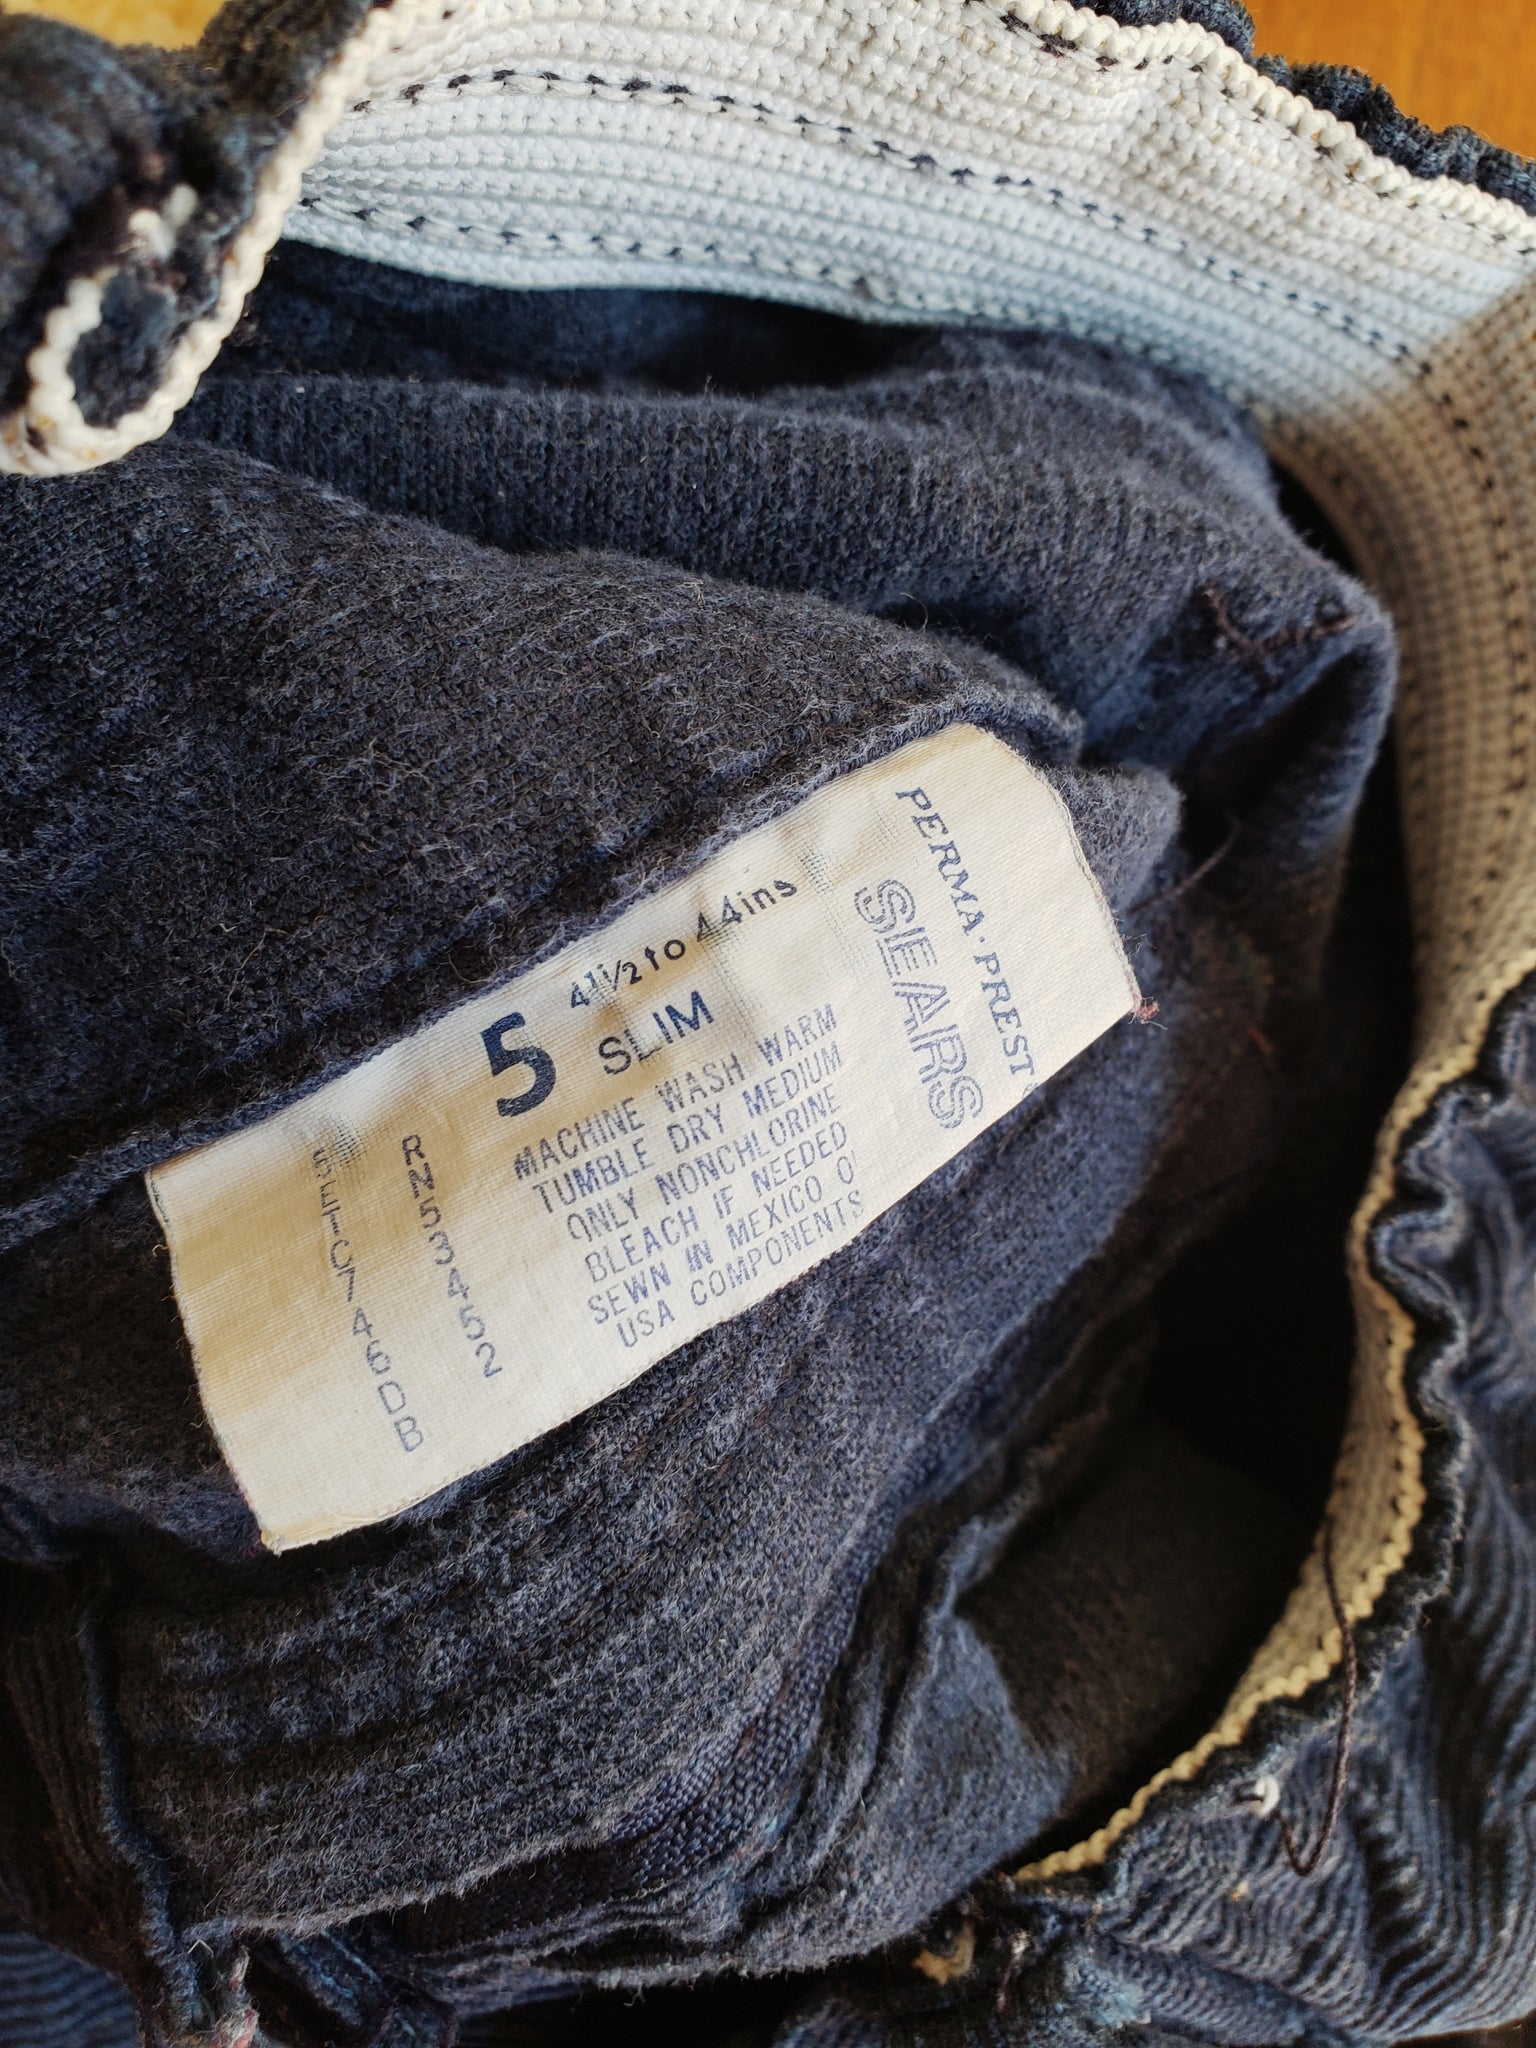 PERMA·PREST®
SEARS
5
41½ to 44ins
SLIM
MACHINE WASH WARM
TUMBLE DRY MEDIUM
ONLY NONCHLORINE
BLEACH IF NEEDED
SEWN IN MEXICO O
USA COMPONENTS
RN53452